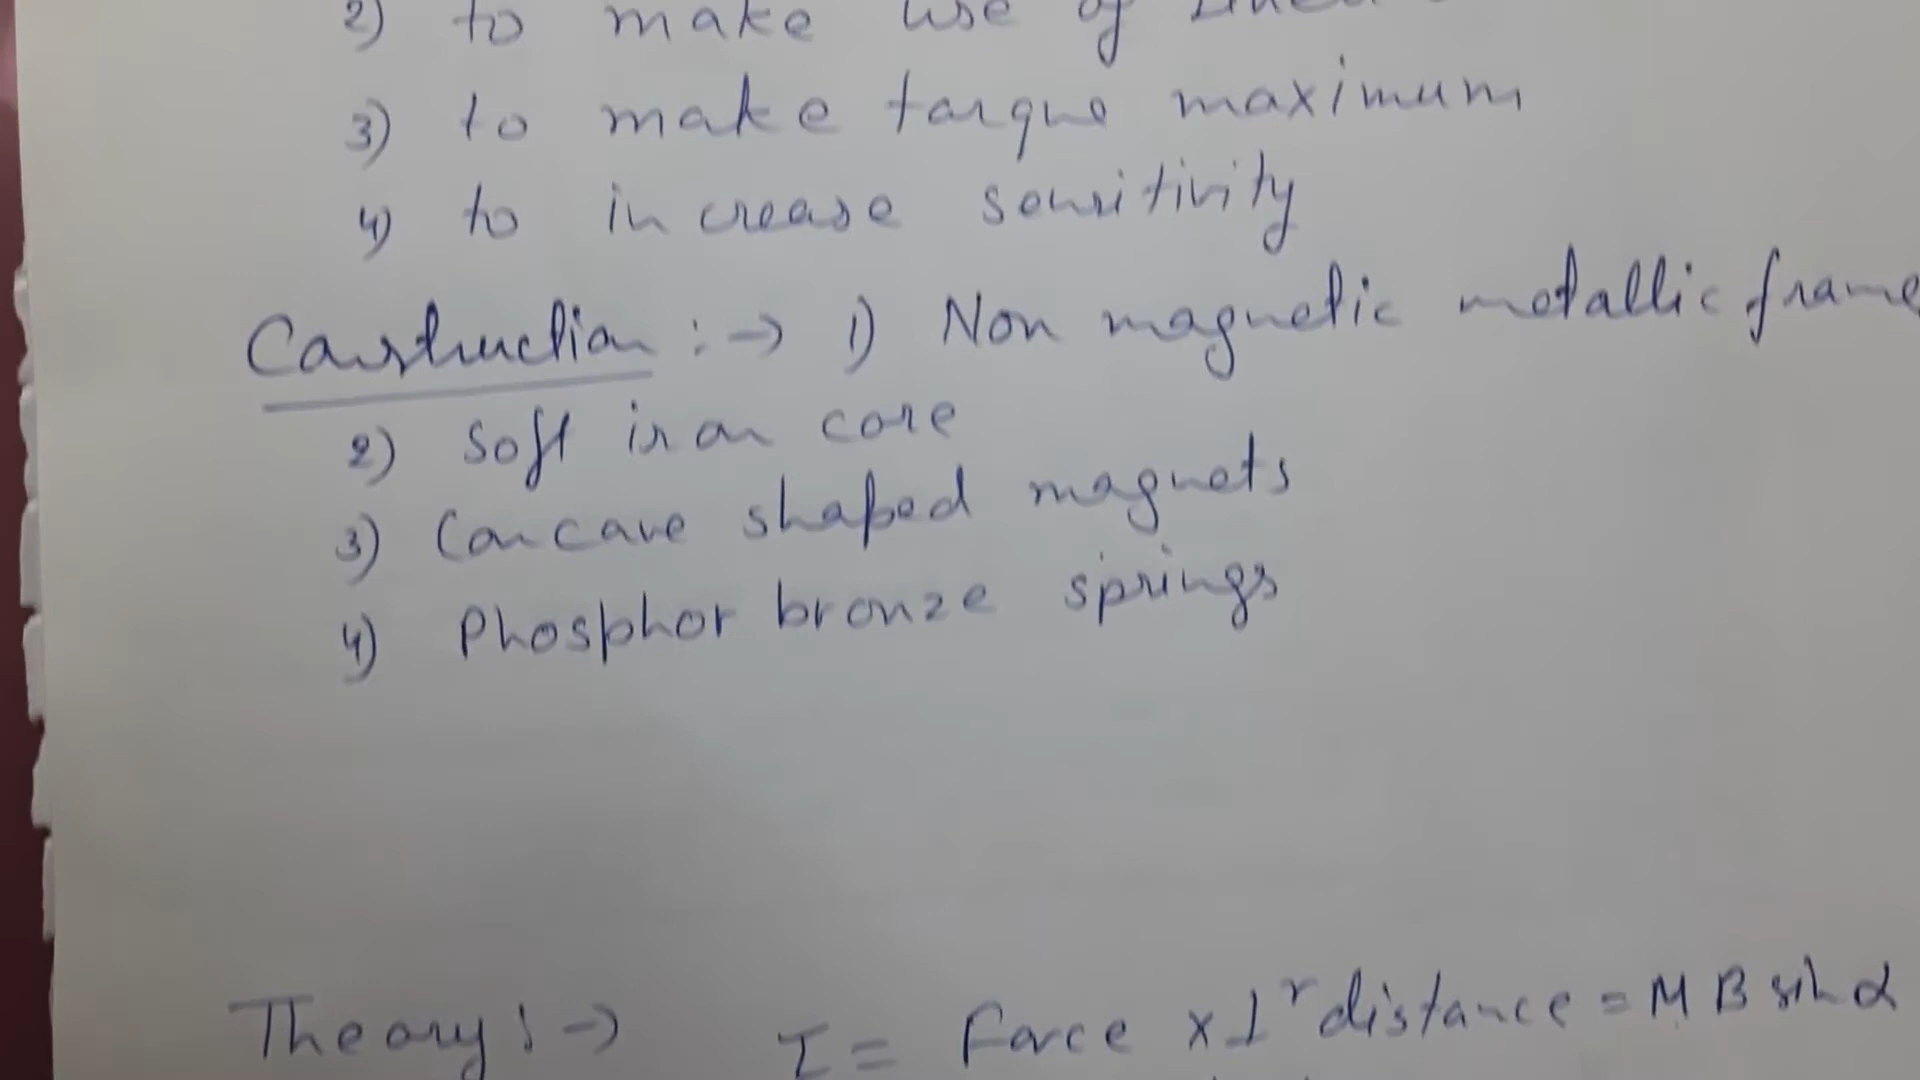 2) to make use of
3) to make torque maximum
4) to increase sensitivity
Construction :→ 1) Non magnetic metallic frame
2) Soft iron core
3) Concave shaped magnets
4) Phosphor bronze springs
Theory :→ τ = Force × ⊥r distance = M B sin α